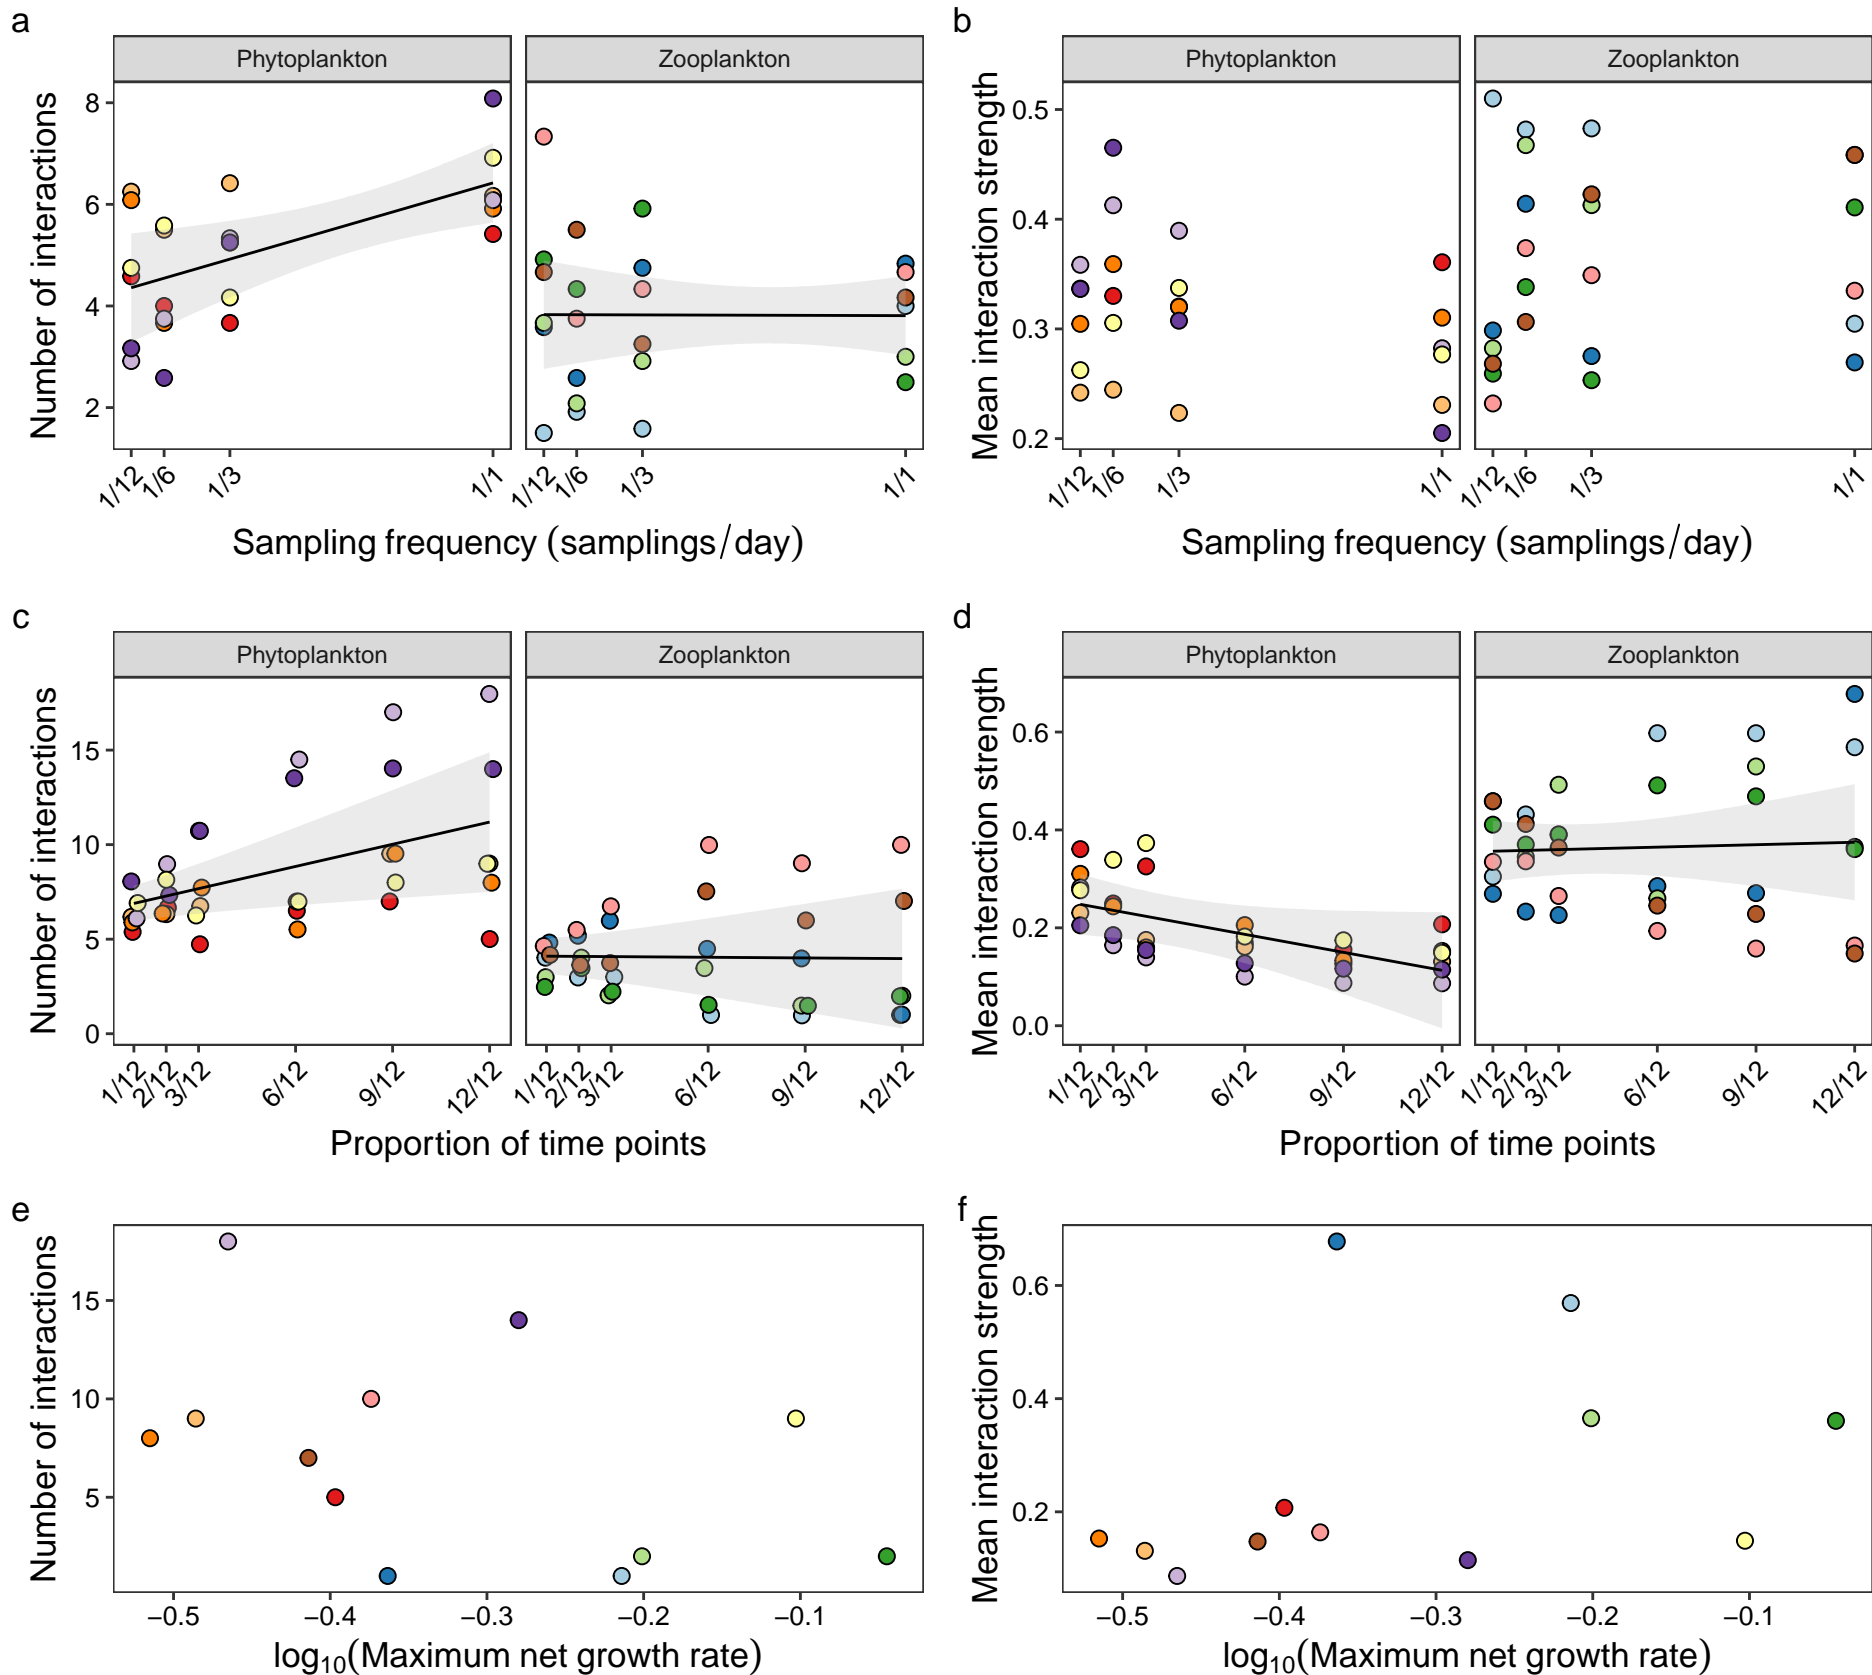 a
Phytoplankton
Zooplankton
Number of interactions
8
6
4
2
1/12
1/6
1/3
1/1
1/12
1/6
1/3
1/1
Sampling frequency (samplings/day)
b
Phytoplankton
Zooplankton
Mean interaction strength
0.5
0.4
0.3
0.2
1/12
1/6
1/3
1/1
1/12
1/6
1/3
1/1
Sampling frequency (samplings/day)
c
Phytoplankton
Zooplankton
Number of interactions
15
10
5
0
1/12
2/12
3/12
6/12
9/12
12/12
1/12
2/12
3/12
6/12
9/12
12/12
Proportion of time points
d
Phytoplankton
Zooplankton
Mean interaction strength
0.6
0.4
0.2
0.0
1/12
2/12
3/12
6/12
9/12
12/12
1/12
2/12
3/12
6/12
9/12
12/12
Proportion of time points
e
Number of interactions
15
10
5
−0.5
−0.4
−0.3
−0.2
−0.1
log₁₀(Maximum net growth rate)
f
Mean interaction strength
0.6
0.4
0.2
−0.5
−0.4
−0.3
−0.2
−0.1
log₁₀(Maximum net growth rate)